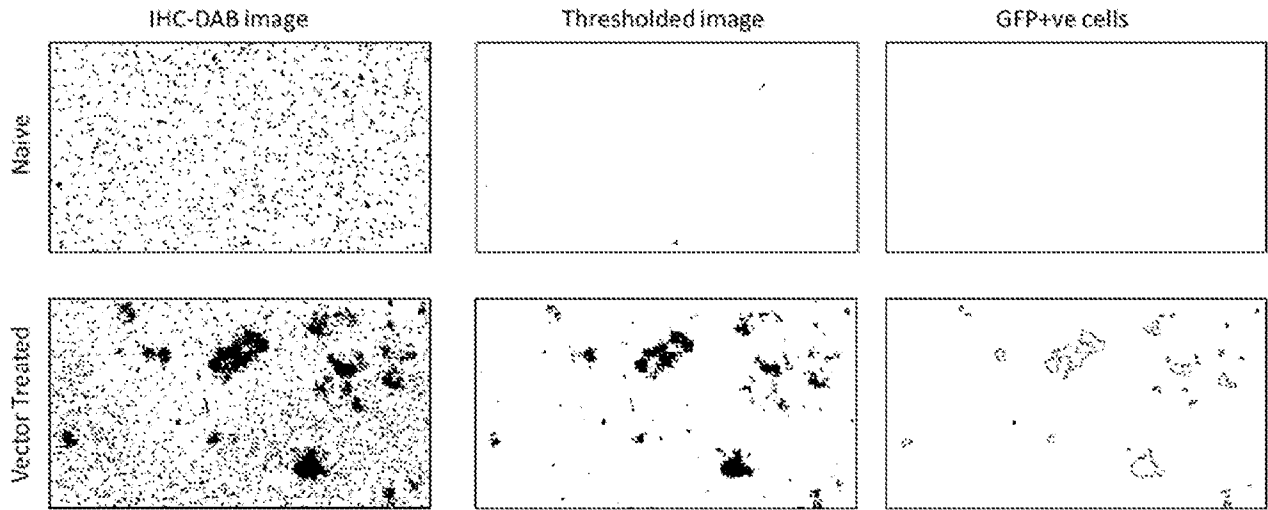 IHC-DAB image
Thresholded image
GFP+ve cells
Naive
Vector Treated